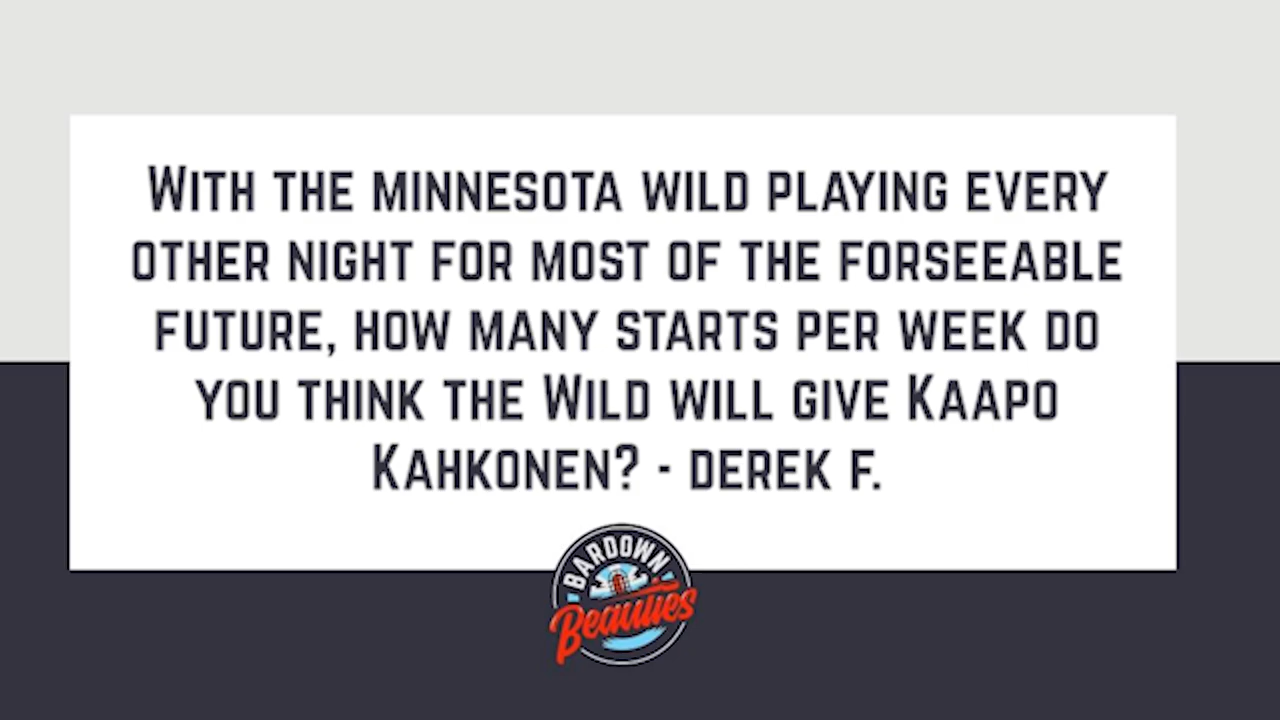 With the minnesota wild playing every
other night for most of the forseeable
future, how many starts per week do
you think the Wild will give Kaapo
Kahkonen? - derek f.
BARDOWN
Beauties